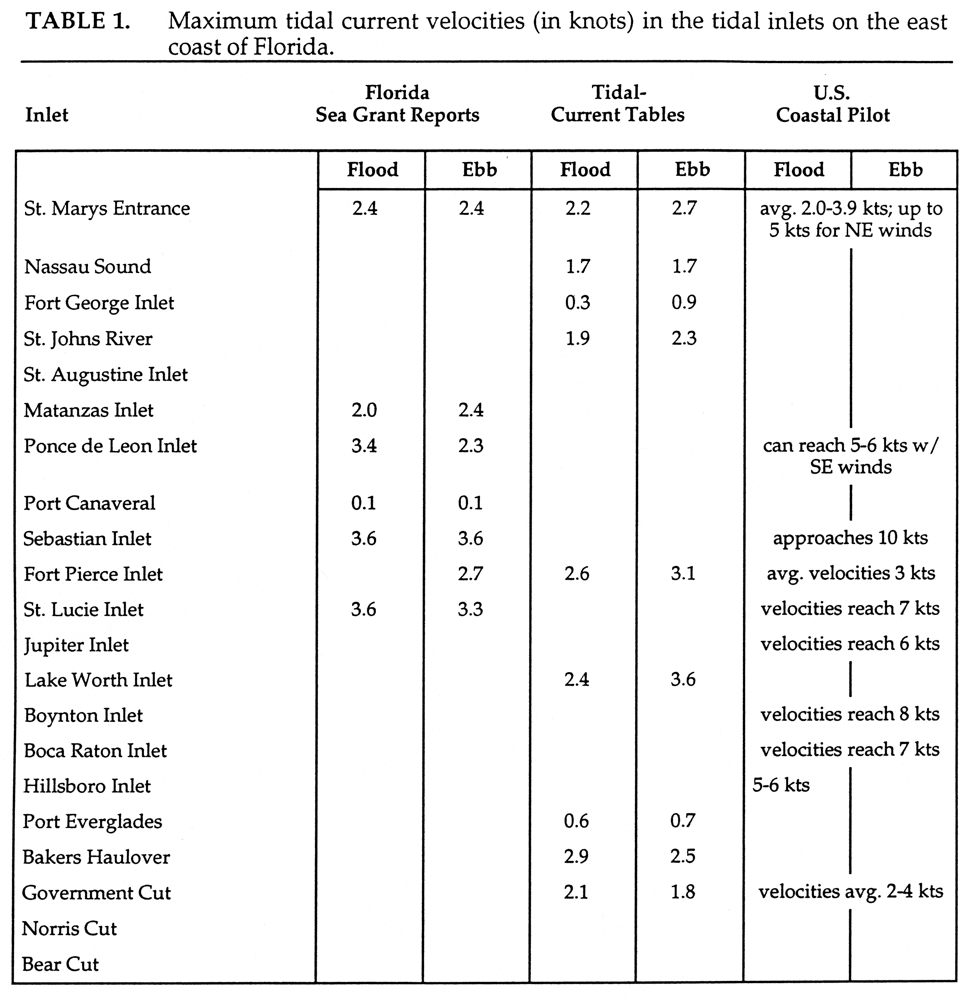 TABLE 1. Maximum tidal current velocities (in knots) in the tidal inlets on the east
coast of Florida.
Florida Tidal- U.S.
Inlet Sea Grant Reports Current Tables Coastal Pilot
Flood Ebb Flood Ebb Flood Ebb
St. Marys Entrance 2.4 2.4 2.2 2.7 avg. 2.0-3.9 kts; up to
5 kts for NE winds
Nassau Sound 1.7 1.7
Fort George Inlet 0.3 0.9
St. Johns River 1.9 2.3
St. Augustine Inlet
Matanzas Inlet 2.0 2.4
Ponce de Leon Inlet 3.4 2.3 can reach 5-6 kts w/
SE winds
Port Canaveral 0.1 0.1
Sebastian Inlet 3.6 3.6 approaches 10 kts
Fort Pierce Inlet 2.7 2.6 3.1 avg. velocities 3 kts
St. Lucie Inlet 3.6 3.3 velocities reach 7 kts
Jupiter Inlet velocities reach 6 kts
Lake Worth Inlet 2.4 3.6
Boynton Inlet velocities reach 8 kts
Boca Raton Inlet velocities reach 7 kts
Hillsboro Inlet 5-6 kts
Port Everglades 0.6 0.7
Bakers Haulover 2.9 2.5
Government Cut 2.1 1.8 velocities avg. 2-4 kts
Norris Cut
Bear Cut